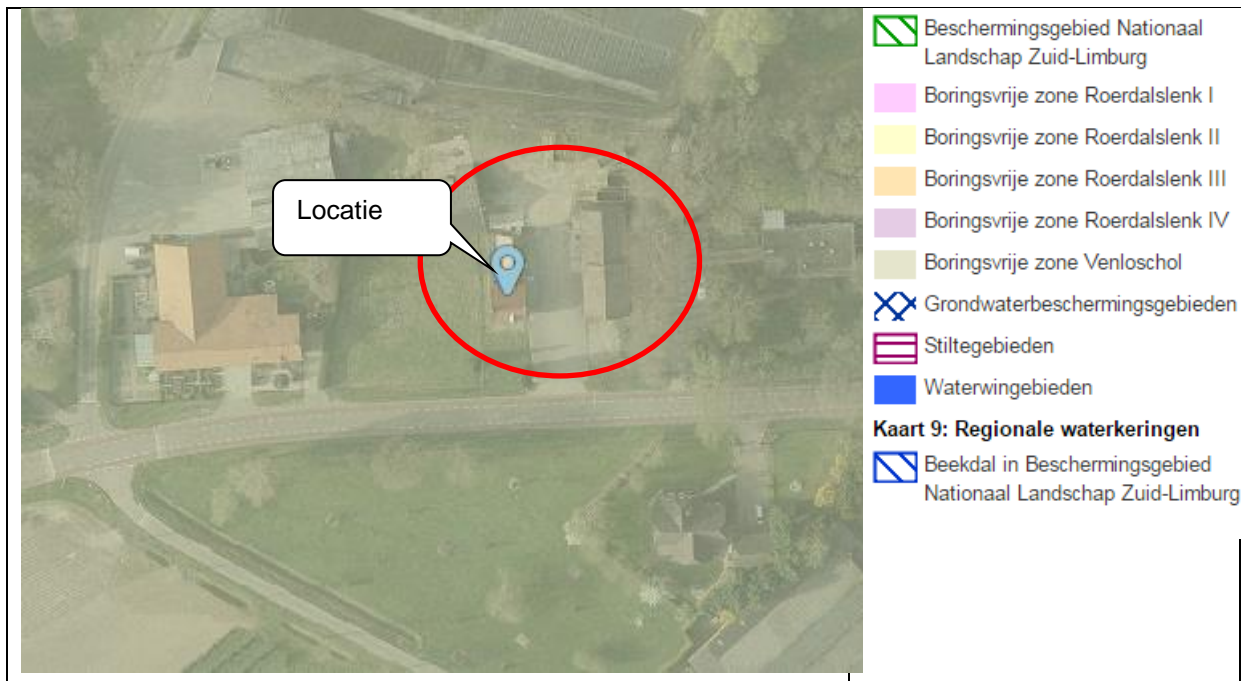 Locatie
Beschermingsgebied Nationaal
Landschap Zuid-Limburg
Boringsvrije zone Roerdalslenk I
Boringsvrije zone Roerdalslenk II
Boringsvrije zone Roerdalslenk III
Boringsvrije zone Roerdalslenk IV
Boringsvrije zone Venloschol
Grondwaterbeschermingsgebieden
Stiltegebieden
Waterwingebieden
Kaart 9: Regionale waterkeringen
Beekdal in Beschermingsgebied
Nationaal Landschap Zuid-Limburg